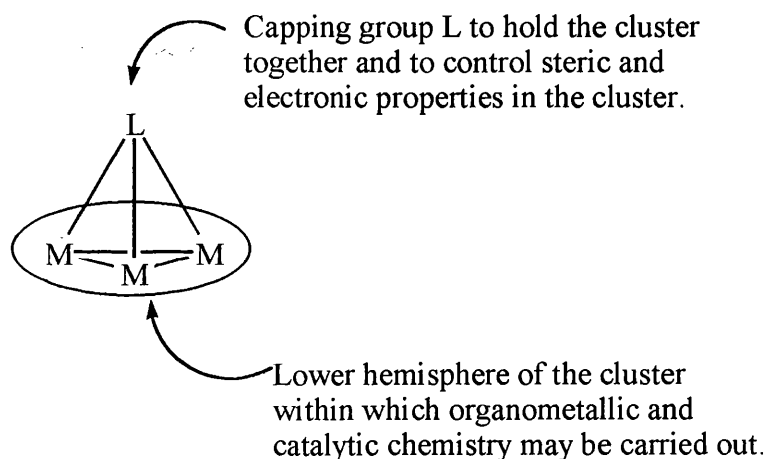 Capping group L to hold the cluster
together and to control steric and
electronic properties in the cluster.
L
M M M
Lower hemisphere of the cluster
within which organometallic and
catalytic chemistry may be carried out.